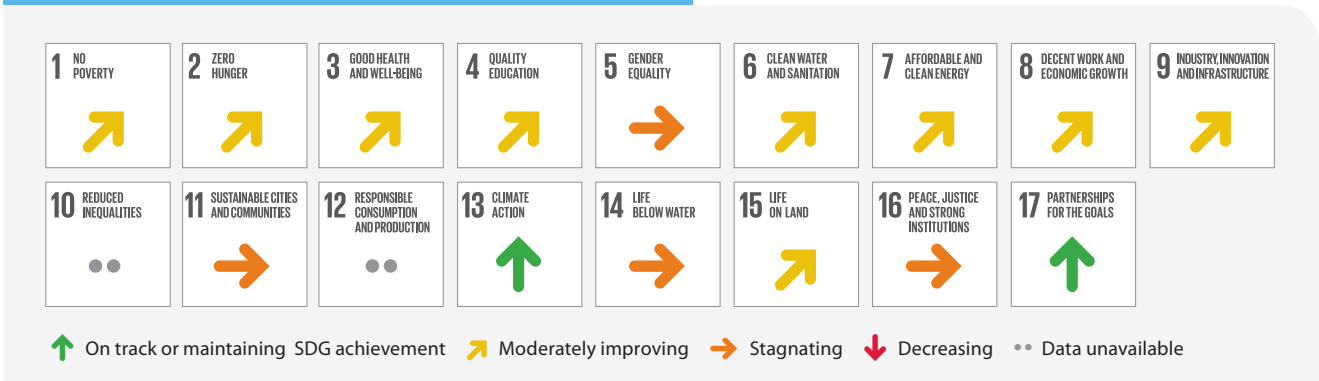 1 NO
POVERTY
2 ZERO
HUNGER
3 GOOD HEALTH
AND WELL-BEING
4 QUALITY
EDUCATION
5 GENDER
EQUALITY
6 CLEAN WATER
AND SANITATION
7 AFFORDABLE AND
CLEAN ENERGY
8 DECENT WORK AND
ECONOMIC GROWTH
9 INDUSTRY, INNOVATION
AND INFRASTRUCTURE
10 REDUCED
INEQUALITIES
11 SUSTAINABLE CITIES
AND COMMUNITIES
12 RESPONSIBLE
CONSUMPTION
AND PRODUCTION
13 CLIMATE
ACTION
14 LIFE
BELOW WATER
15 LIFE
ON LAND
16 PEACE, JUSTICE
AND STRONG
INSTITUTIONS
17 PARTNERSHIPS
FOR THE GOALS
On track or maintaining SDG achievement
Moderately improving
Stagnating
Decreasing
Data unavailable